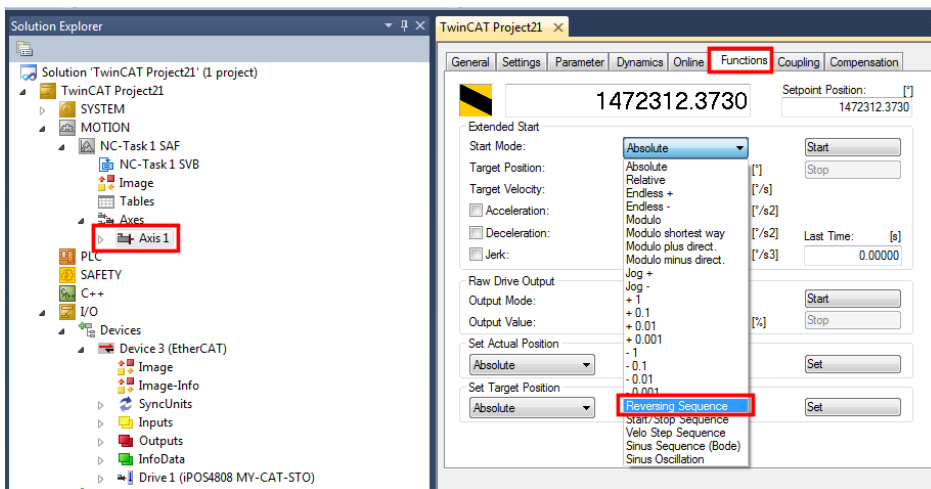 Solution Explorer
Solution 'TwinCAT Project21' (1 project)
TwinCAT Project21
SYSTEM
MOTION
NC-Task 1 SAF
NC-Task 1 SVB
Image
Tables
Axes
Axis 1
PLC
SAFETY
C++
I/O
Devices
Device 3 (EtherCAT)
Image
Image-Info
SyncUnits
Inputs
Outputs
InfoData
Drive 1 (iPOS4808 MY-CAT-STO)
TwinCAT Project21
General Settings Parameter Dynamics Online Functions Coupling Compensation
1472312.3730
Setpoint Position: [°]
1472312.3730
Extended Start
Start Mode: Absolute Start
Target Position: [°] Stop
Target Velocity: [°/s]
Acceleration: [°/s2]
Deceleration: [°/s2] Last Time: [s]
Jerk: [°/s3] 0.00000
Absolute
Relative
Endless +
Endless -
Modulo
Modulo shortest way
Modulo plus direct.
Modulo minus direct.
Jog +
Jog -
+ 1
+ 0.1
+ 0.01
+ 0.001
- 1
- 0.1
- 0.01
- 0.001
Reversing Sequence
Start/Stop Sequence
Velo Step Sequence
Sinus Sequence (Bode)
Sinus Oscillation
Raw Drive Output
Output Mode: Start
Output Value: [%] Stop
Set Actual Position
Absolute Set
Set Target Position
Absolute Set